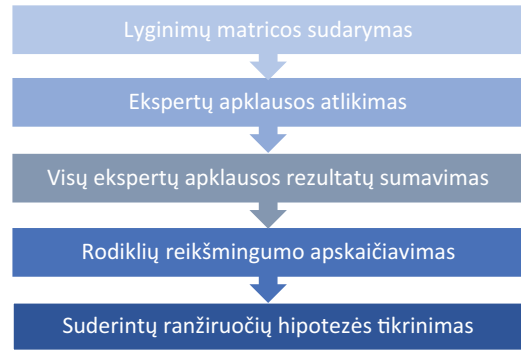 Lyginimų matricos sudarymas
Ekspertų apklausos atlikimas
Visų ekspertų apklausos rezultatų sumavimas
Rodiklių reikšmingumo apskaičiavimas
Suderintų ranžiruočių hipotezės tikrinimas